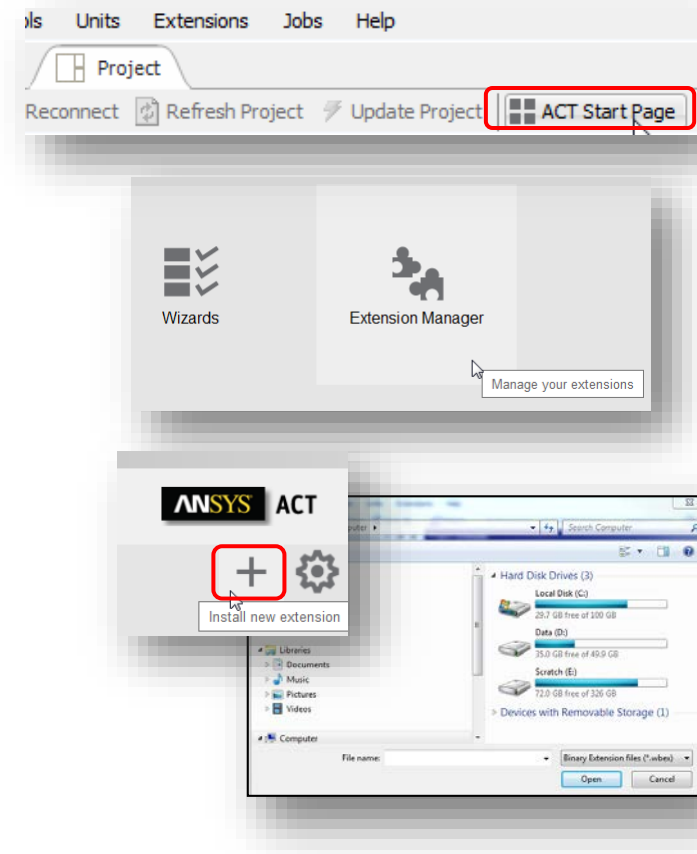 ols Units Extensions Jobs Help
Project
Reconnect Refresh Project Update Project ACT Start Page
Wizards
Extension Manager
Manage your extensions
ANSYS ACT
Install new extension
Search Computer
Hard Disk Drives (3)
Local Disk (C:)
29.7 GB free of 100 GB
Data (D:)
35.0 GB free of 49.9 GB
Scratch (E:)
72.0 GB free of 326 GB
Devices with Removable Storage (1)
Libraries
Documents
Music
Pictures
Videos
Computer
File name:
Binary Extension files (*.wbex)
Open Cancel